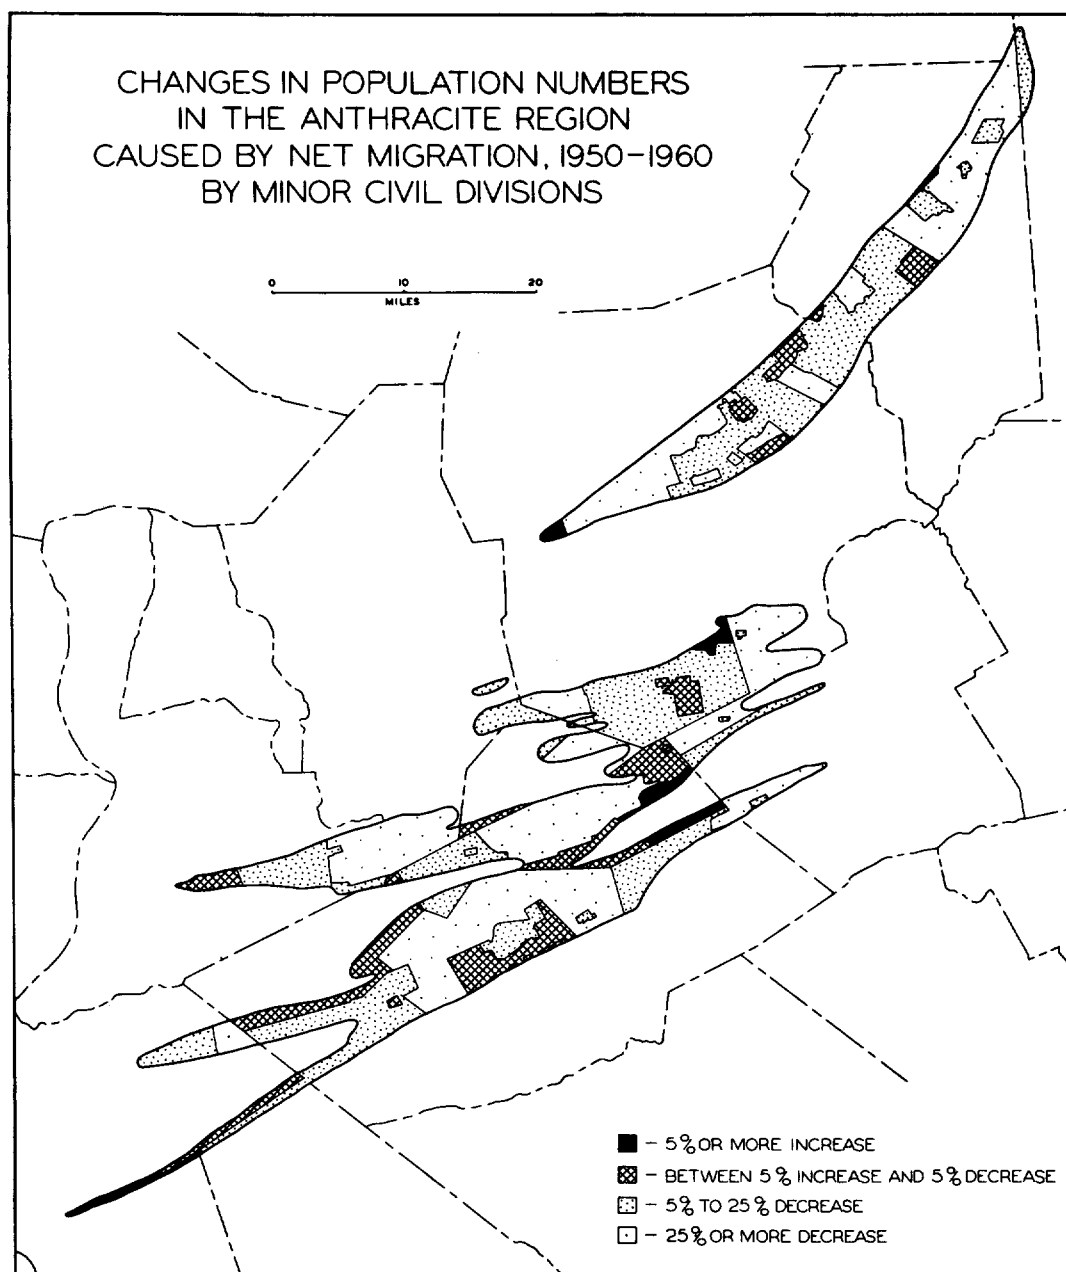 CHANGES IN POPULATION NUMBERS
IN THE ANTHRACITE REGION
CAUSED BY NET MIGRATION, 1950-1960
BY MINOR CIVIL DIVISIONS
0 10 20
MILES
- 5% OR MORE INCREASE
- BETWEEN 5% INCREASE AND 5% DECREASE
- 5% TO 25% DECREASE
- 25% OR MORE DECREASE